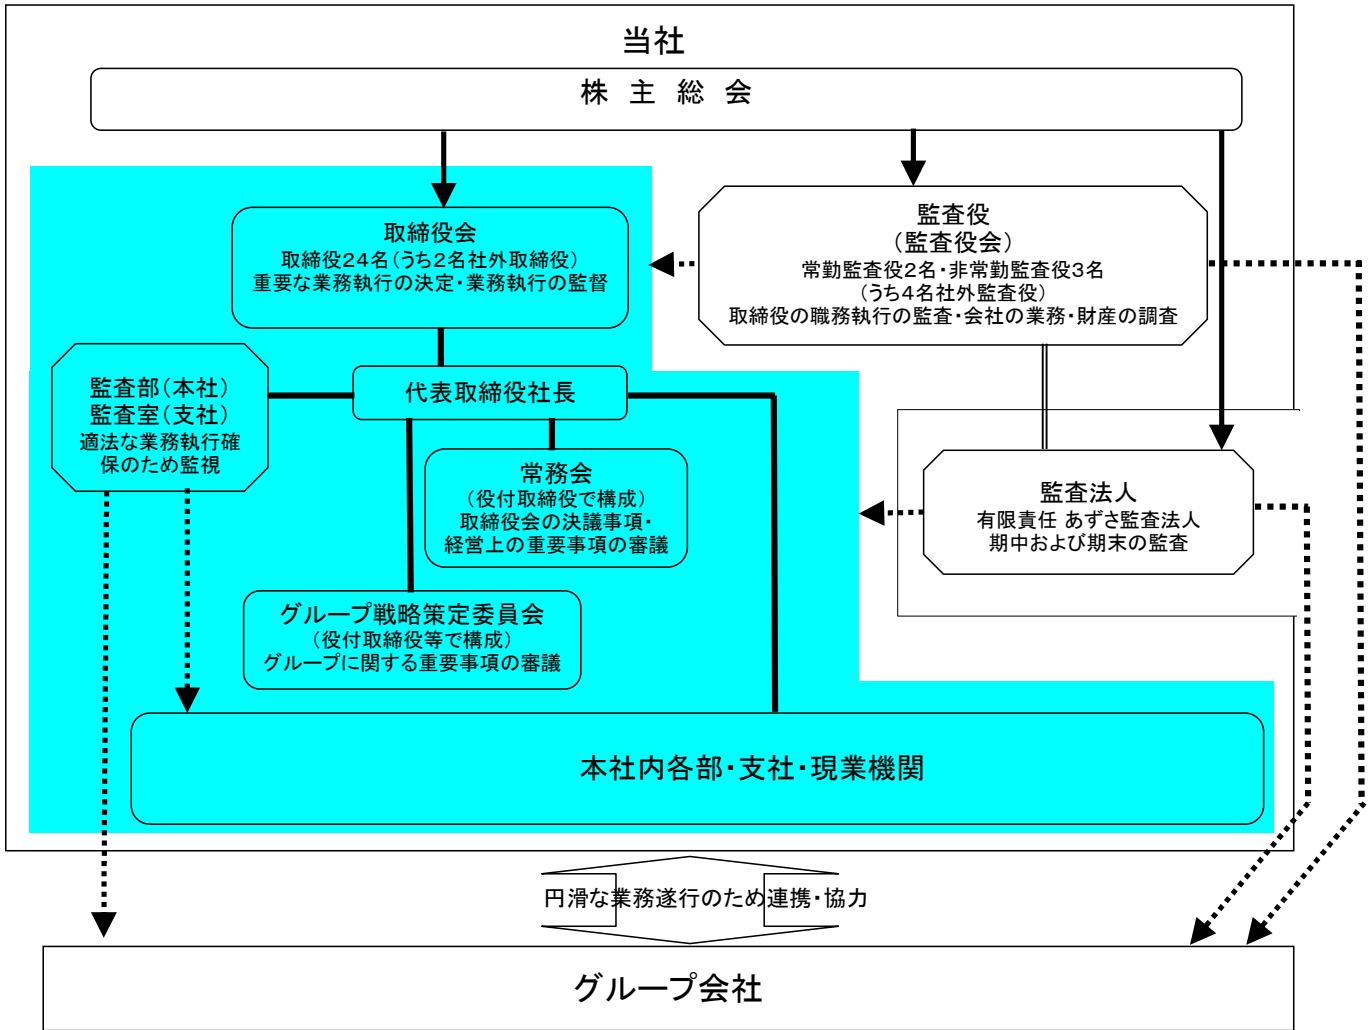 当社
株 主 総 会
取締役会
取締役24名(うち2名社外取締役)
重要な業務執行の決定・業務執行の監督
監査役
(監査役会)
常勤監査役2名・非常勤監査役3名
(うち4名社外監査役)
取締役の職務執行の監査・会社の業務・財産の調査
監査部(本社)
監査室(支社)
適法な業務執行確
保のため監視
代表取締役社長
常務会
(役付取締役で構成)
取締役会の決議事項・
経営上の重要事項の審議
監査法人
有限責任 あずさ監査法人
期中および期末の監査
グループ戦略策定委員会
(役付取締役等で構成)
グループに関する重要事項の審議
本社内各部・支社・現業機関
円滑な業務遂行のため連携・協力
グループ会社